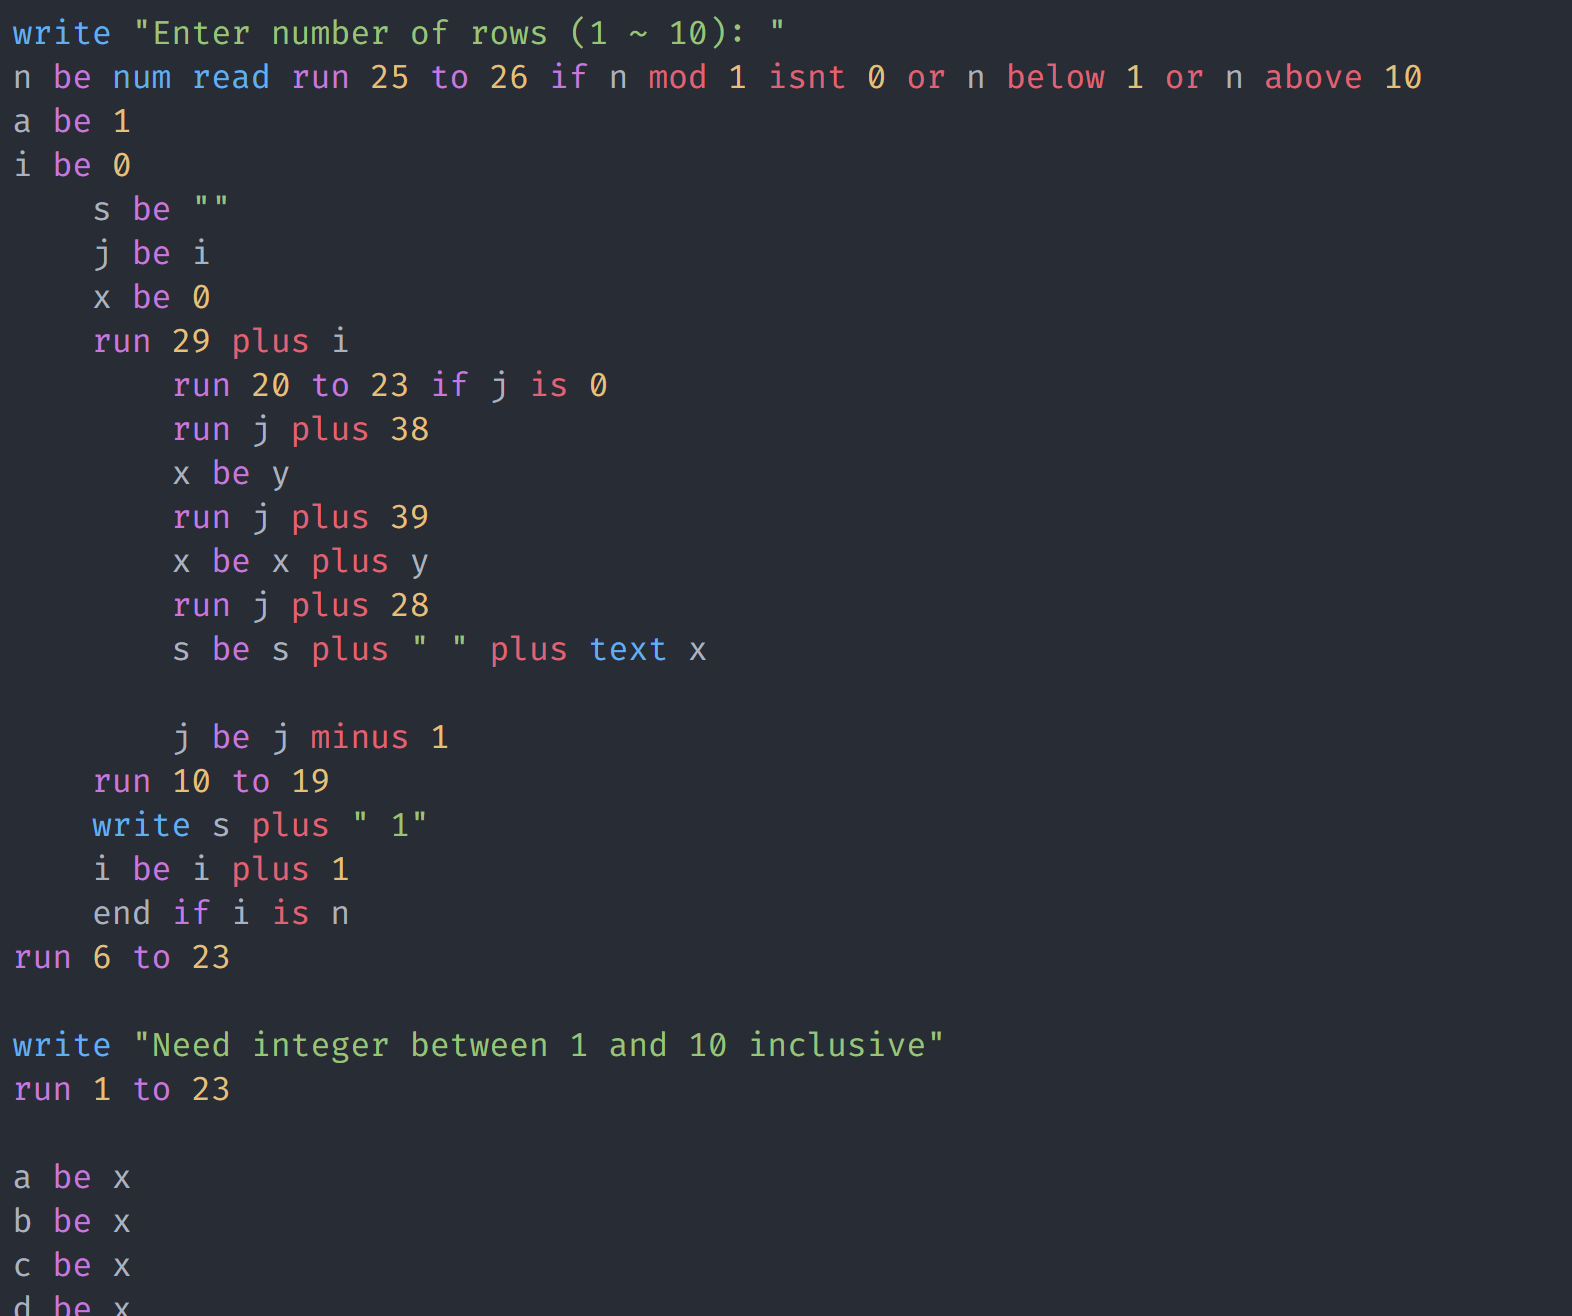 write "Enter number of rows (1 ~ 10): "
n be num read run 25 to 26 if n mod 1 isnt 0 or n below 1 or n above 10
a be 1
i be 0
    s be ""
    j be i
    x be 0
    run 29 plus i
        run 20 to 23 if j is 0
        run j plus 38
        x be y
        run j plus 39
        x be x plus y
        run j plus 28
        s be s plus " " plus text x

        j be j minus 1
    run 10 to 19
    write s plus " 1"
    i be i plus 1
    end if i is n
run 6 to 23

write "Need integer between 1 and 10 inclusive"
run 1 to 23

a be x
b be x
c be x
d be x